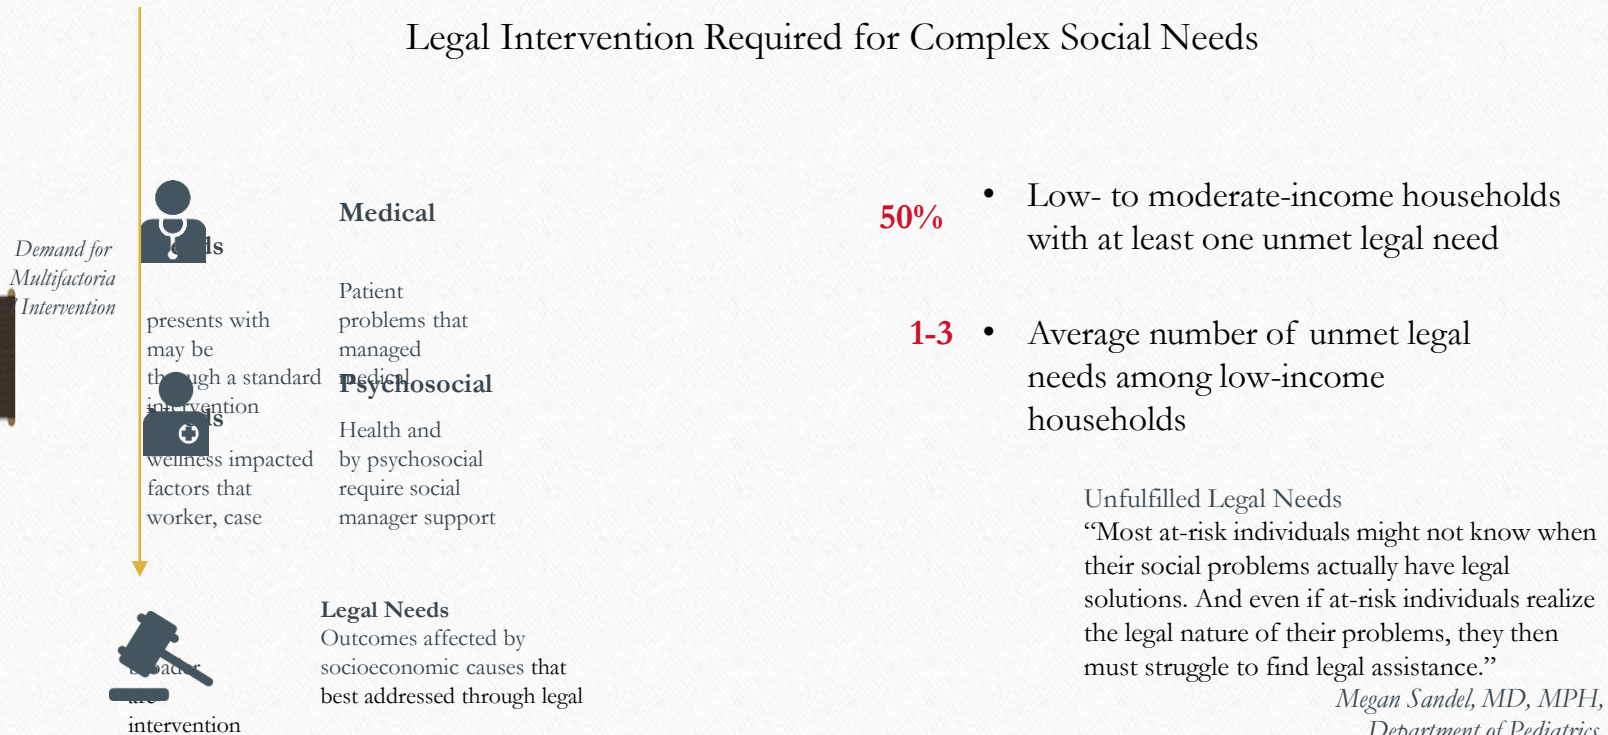 Legal Intervention Required for Complex Social Needs
Demand for
Multifactoria
l Intervention
Medical
Needs
Patient
presents with
problems that
may be
managed
through a standard medical
intervention
Psychosocial
Needs
Health and
wellness impacted by psychosocial
factors that require social
worker, case manager support
Legal Needs
Outcomes affected by
broader socioeconomic causes that
are best addressed through legal
intervention
50%
• Low- to moderate-income households
with at least one unmet legal need
1-3
• Average number of unmet legal
needs among low-income
households
Unfulfilled Legal Needs
“Most at-risk individuals might not know when
their social problems actually have legal
solutions. And even if at-risk individuals realize
the legal nature of their problems, they then
must struggle to find legal assistance.”
Megan Sandel, MD, MPH,
Department of Pediatrics